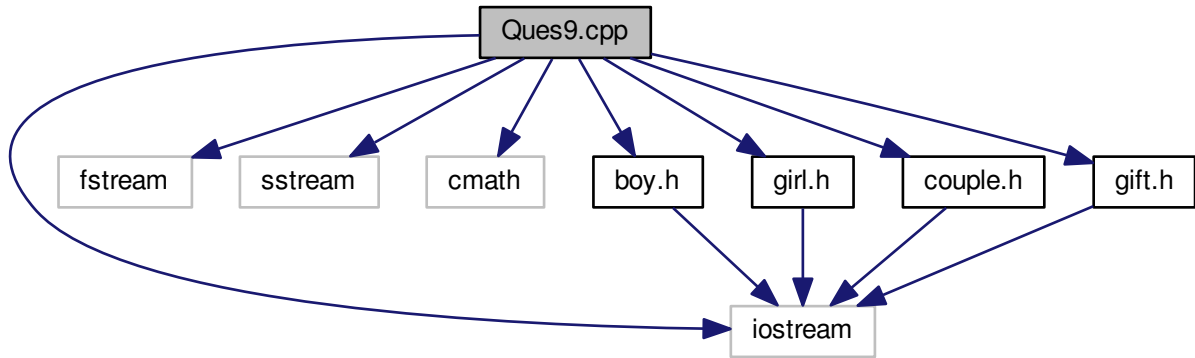 Ques9.cpp
fstream
sstream
cmath
boy.h
girl.h
couple.h
gift.h
iostream